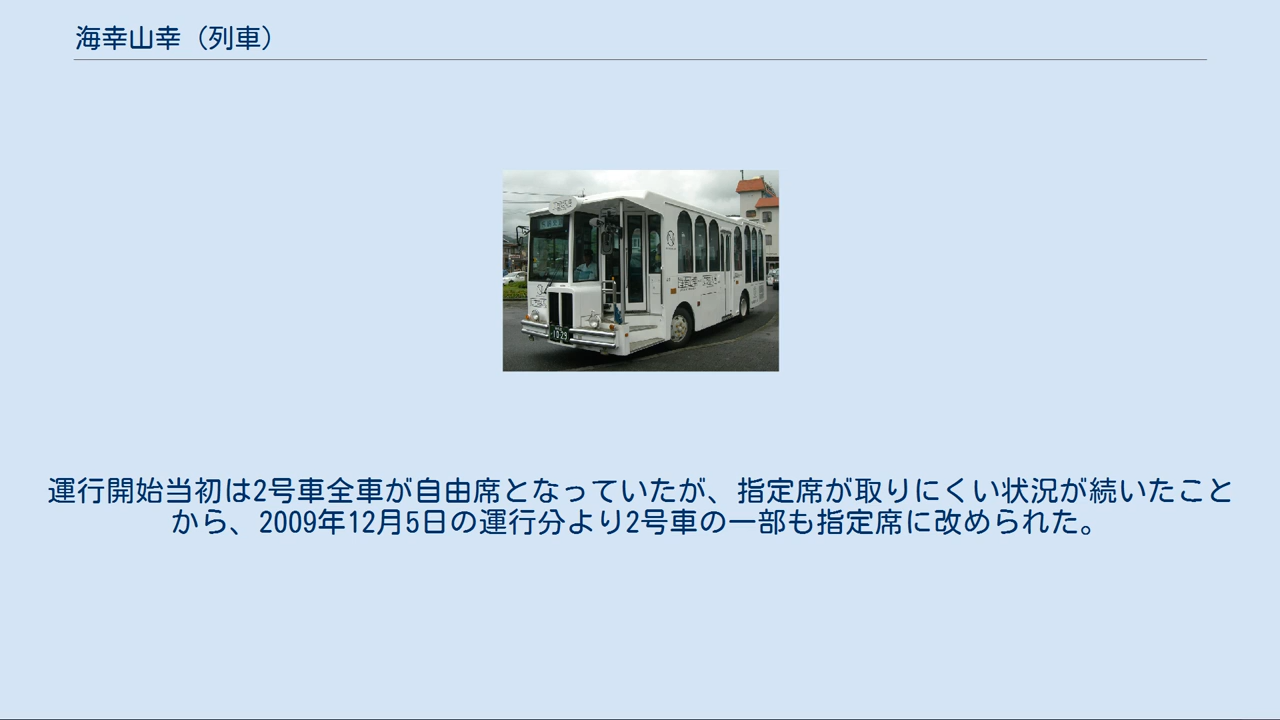 海幸山幸（列車）
運行開始当初は2号車全車が自由席となっていたが、指定席が取りにくい状況が続いたこと
から、2009年12月5日の運行分より2号車の一部も指定席に改められた。